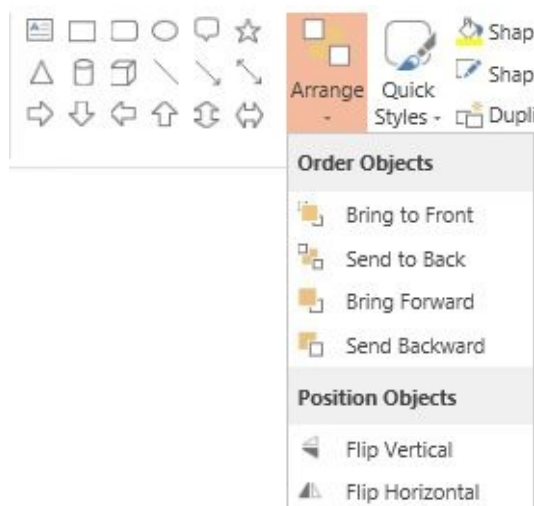 Shap
Arrange
Quick
Styles
Shap
Dupli
Order Objects
Bring to Front
Send to Back
Bring Forward
Send Backward
Position Objects
Flip Vertical
Flip Horizontal